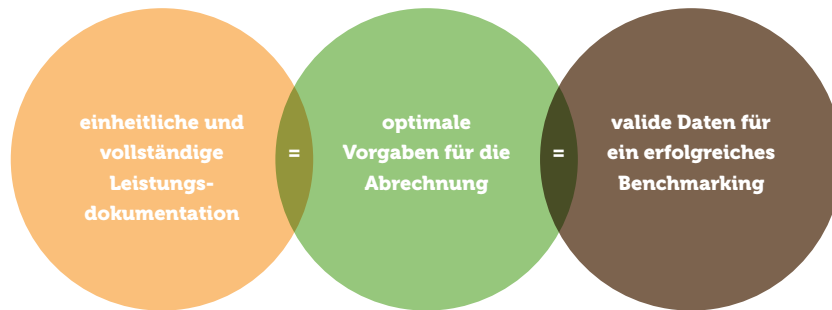 einheitliche und
vollständige
Leistungs-
dokumentation
=
optimale
Vorgaben für die
Abrechnung
=
valide Daten für
ein erfolgreiches
Benchmarking